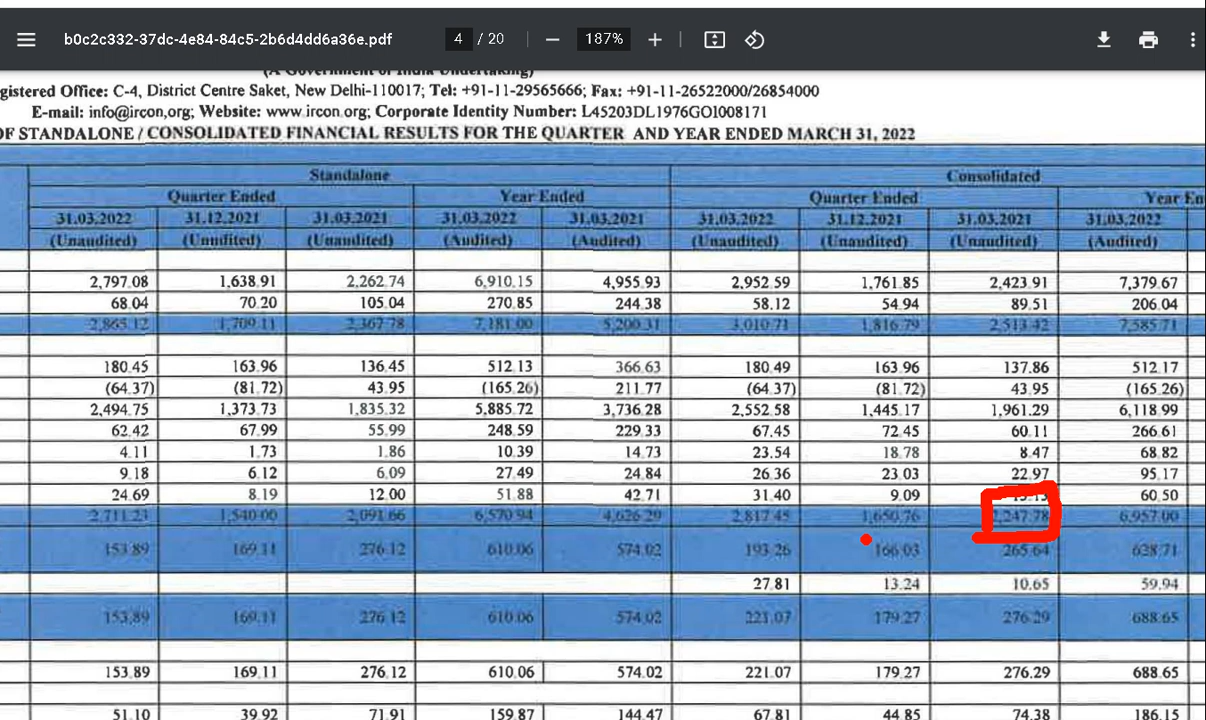 b0c2c332-37dc-4e84-84c5-2b6d4dd6a36e.pdf 4 / 20 187%
(A Government of India Undertaking)
gistered Office: C-4, District Centre Saket, New Delhi-110017; Tel: +91-11-29565666; Fax: +91-11-26522000/26854000
E-mail: info@ircon,org; Website: www.ircon.org; Corporate Identity Number: L45203DL1976GOI008171
OF STANDALONE / CONSOLIDATED FINANCIAL RESULTS FOR THE QUARTER AND YEAR ENDED MARCH 31, 2022
Standalone Consolidated
Quarter Ended Year Ended Quarter Ended Year En
31.03.2022 31.12.2021 31.03.2021 31.03.2022 31.03.2021 31.03.2022 31.12.2021 31.03.2021 31.03.2022
(Unaudited) (Unudited) (Unaudited) (Audited) (Audited) (Unaudited) (Unaudited) (Unaudited) (Audited)
2,797.08 1,638.91 2,262.74 6,910.15 4,955.93 2,952.59 1,761.85 2,423.91 7,379.67
68.04 70.20 105.04 270.85 244.38 58.12 54.94 89.51 206.04
2,865.12 1,709.11 2,367.78 7,181.00 5,200.31 3,010.71 1,816.79 2,513.42 7,585.71
180.45 163.96 136.45 512.13 366.63 180.49 163.96 137.86 512.17
(64.37) (81.72) 43.95 (165.26) 211.77 (64.37) (81.72) 43.95 (165.26)
2,494.75 1,373.73 1,835.32 5,885.72 3,736.28 2,552.58 1,445.17 1,961.29 6,118.99
62.42 67.99 55.99 248.59 229.33 67.45 72.45 60.11 266.61
4.11 1.73 1.86 10.39 14.73 23.54 18.78 8.47 68.82
9.18 6.12 6.09 27.49 24.84 26.36 23.03 22.97 95.17
24.69 8.19 12.00 51.88 42.71 31.40 9.09 60.50
2,711.23 1,540.00 2,091.66 6,570.94 4,626.29 2,817.45 1,650.76 2,247.78 6,957.00
153.89 169.11 276.12 610.06 574.02 193.26 166.03 265.64 628.71
27.81 13.24 10.65 59.94
153.89 169.11 276.12 610.06 574.02 221.07 179.27 276.29 688.65
153.89 169.11 276.12 610.06 574.02 221.07 179.27 276.29 688.65
51.10 39.92 71.91 159.87 144.47 67.81 44.85 74.38 186.15